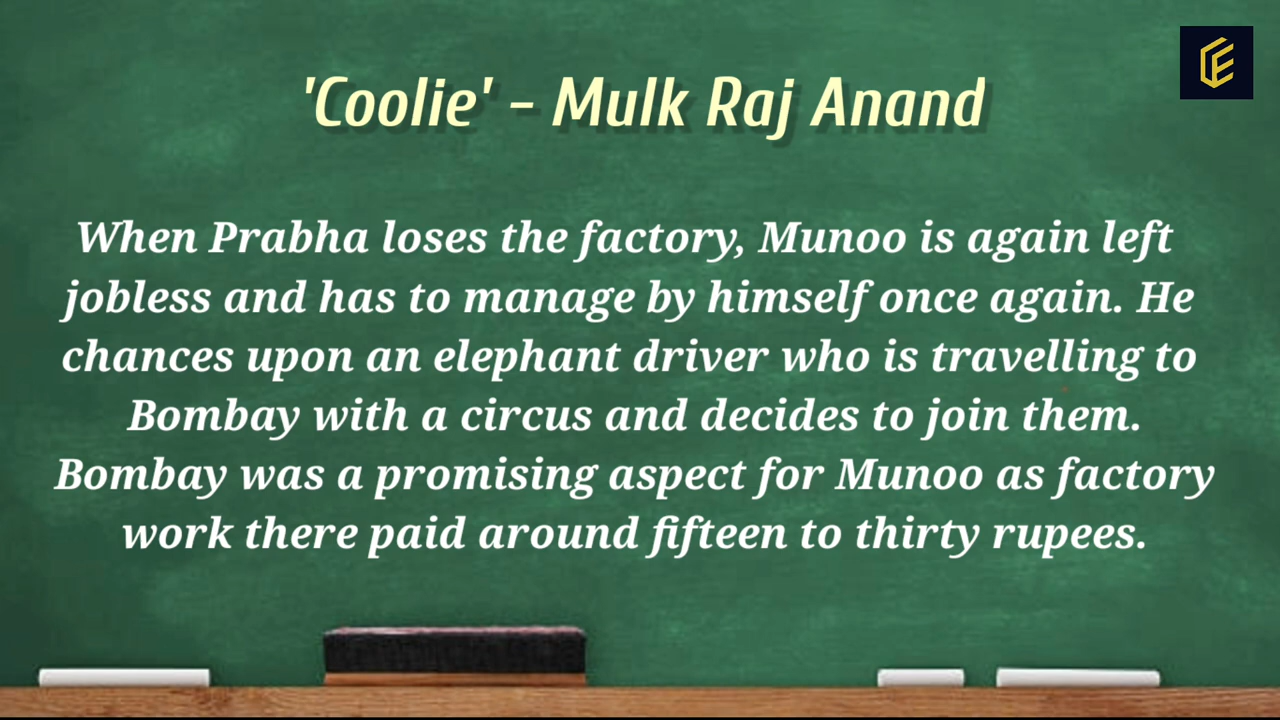 'Coolie' - Mulk Raj Anand
When Prabha loses the factory, Munoo is again left
jobless and has to manage by himself once again. He
chances upon an elephant driver who is travelling to
Bombay with a circus and decides to join them.
Bombay was a promising aspect for Munoo as factory
work there paid around fifteen to thirty rupees.